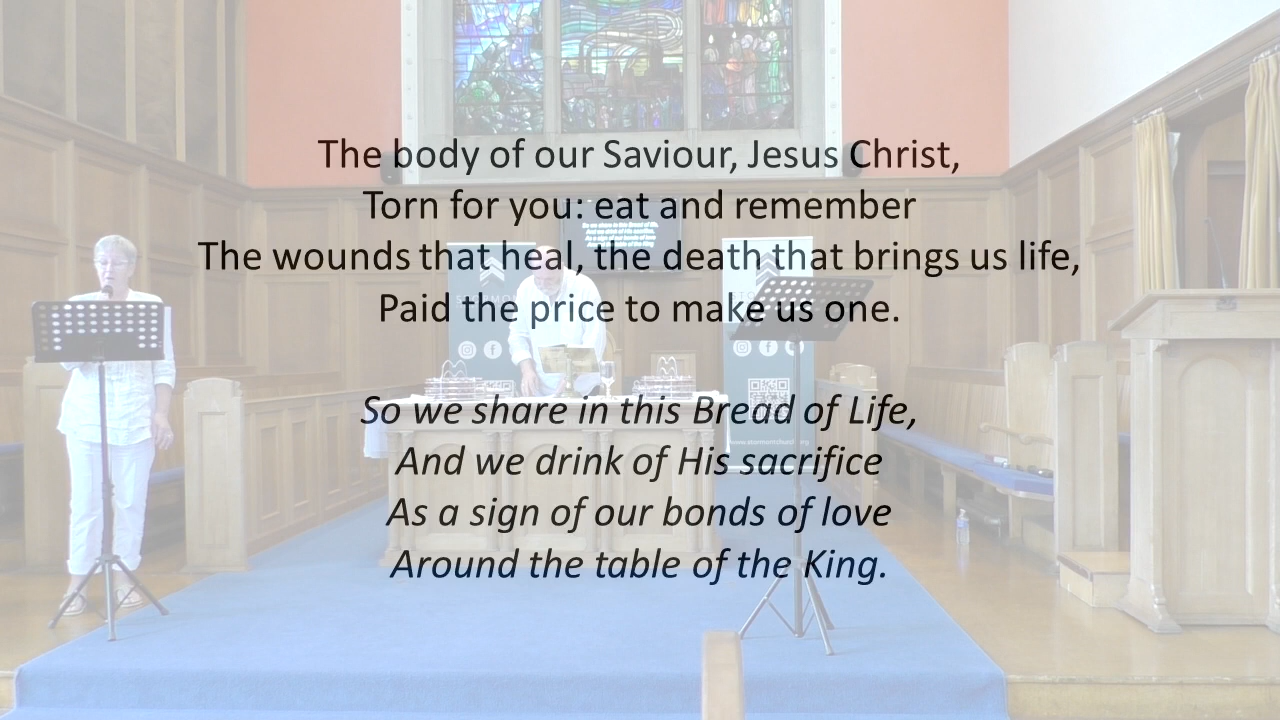 The body of our Saviour, Jesus Christ,
Torn for you: eat and remember
The wounds that heal, the death that brings us life,
Paid the price to make us one.
So we share in this Bread of Life,
And we drink of His sacrifice
As a sign of our bonds of love
Around the table of the King.